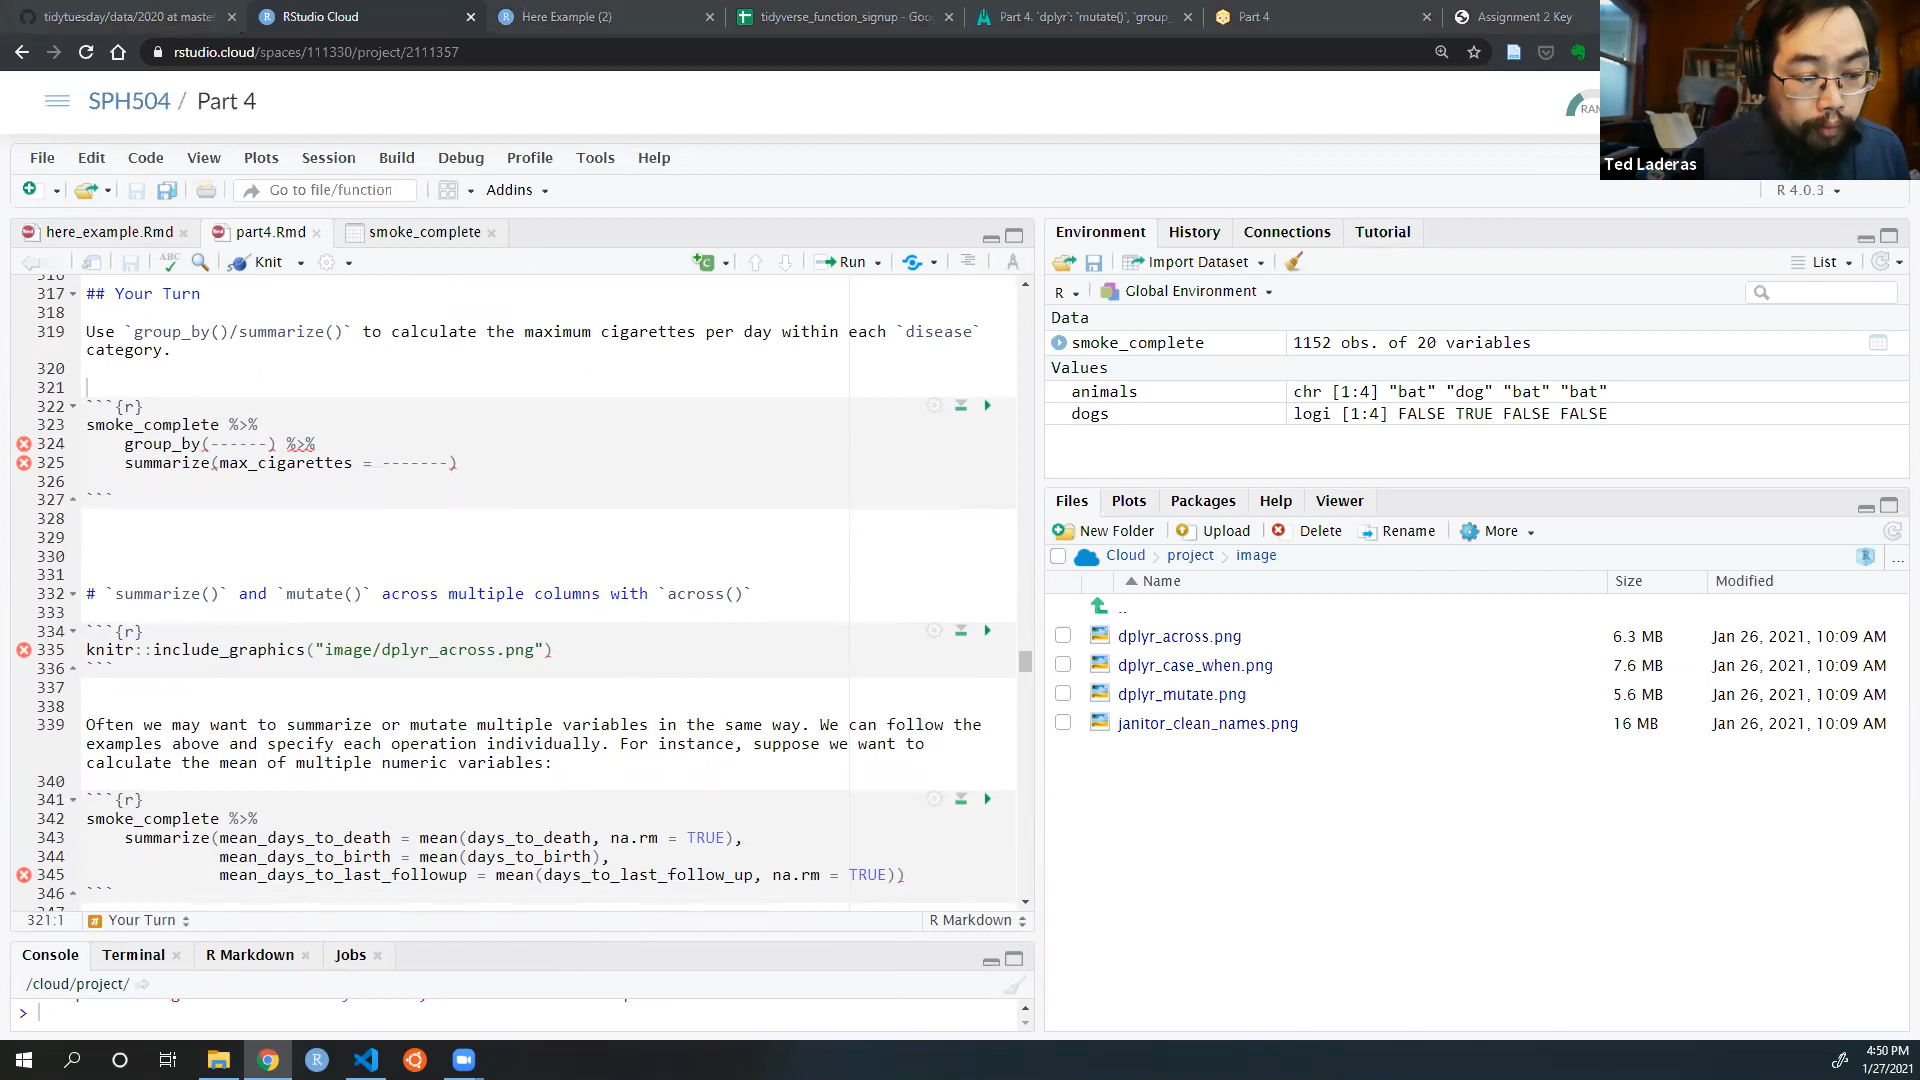 tidytuesday/data/2020 at maste
RStudio Cloud
Here Example (2)
tidyverse_function_signup - Goo
Part 4. `dplyr`: `mutate()`, `group_
Part 4
Assignment 2 Key
rstudio.cloud/spaces/111330/project/2111357
SPH504 / Part 4
RAM
Ted Laderas
File Edit Code View Plots Session Build Debug Profile Tools Help
Go to file/function
Addins
R 4.0.3
here_example.Rmd
part4.Rmd
smoke_complete
Knit
Run
316
317 ## Your Turn
318
319 Use `group_by()/summarize()` to calculate the maximum cigarettes per day within each `disease`
category.
320
321
322 ```{r}
323 smoke_complete %>%
324 group_by(------) %>%
325 summarize(max_cigarettes = -------)
326
327 ```
328
329
330
331
332 # `summarize()` and `mutate()` across multiple columns with `across()`
333
334 ```{r}
335 knitr::include_graphics("image/dplyr_across.png")
336 ```
337
338
339 Often we may want to summarize or mutate multiple variables in the same way. We can follow the
examples above and specify each operation individually. For instance, suppose we want to
calculate the mean of multiple numeric variables:
340
341 ```{r}
342 smoke_complete %>%
343 summarize(mean_days_to_death = mean(days_to_death, na.rm = TRUE),
344 mean_days_to_birth = mean(days_to_birth),
345 mean_days_to_last_followup = mean(days_to_last_follow_up, na.rm = TRUE))
346 ```
321:1 Your Turn
R Markdown
Console Terminal R Markdown Jobs
/cloud/project/
>
Environment History Connections Tutorial
Import Dataset
List
R Global Environment
Data
smoke_complete 1152 obs. of 20 variables
Values
animals chr [1:4] "bat" "dog" "bat" "bat"
dogs logi [1:4] FALSE TRUE FALSE FALSE
Files Plots Packages Help Viewer
New Folder Upload Delete Rename More
Cloud project image
Name Size Modified
..
dplyr_across.png 6.3 MB Jan 26, 2021, 10:09 AM
dplyr_case_when.png 7.6 MB Jan 26, 2021, 10:09 AM
dplyr_mutate.png 5.6 MB Jan 26, 2021, 10:09 AM
janitor_clean_names.png 16 MB Jan 26, 2021, 10:09 AM
4:50 PM
1/27/2021